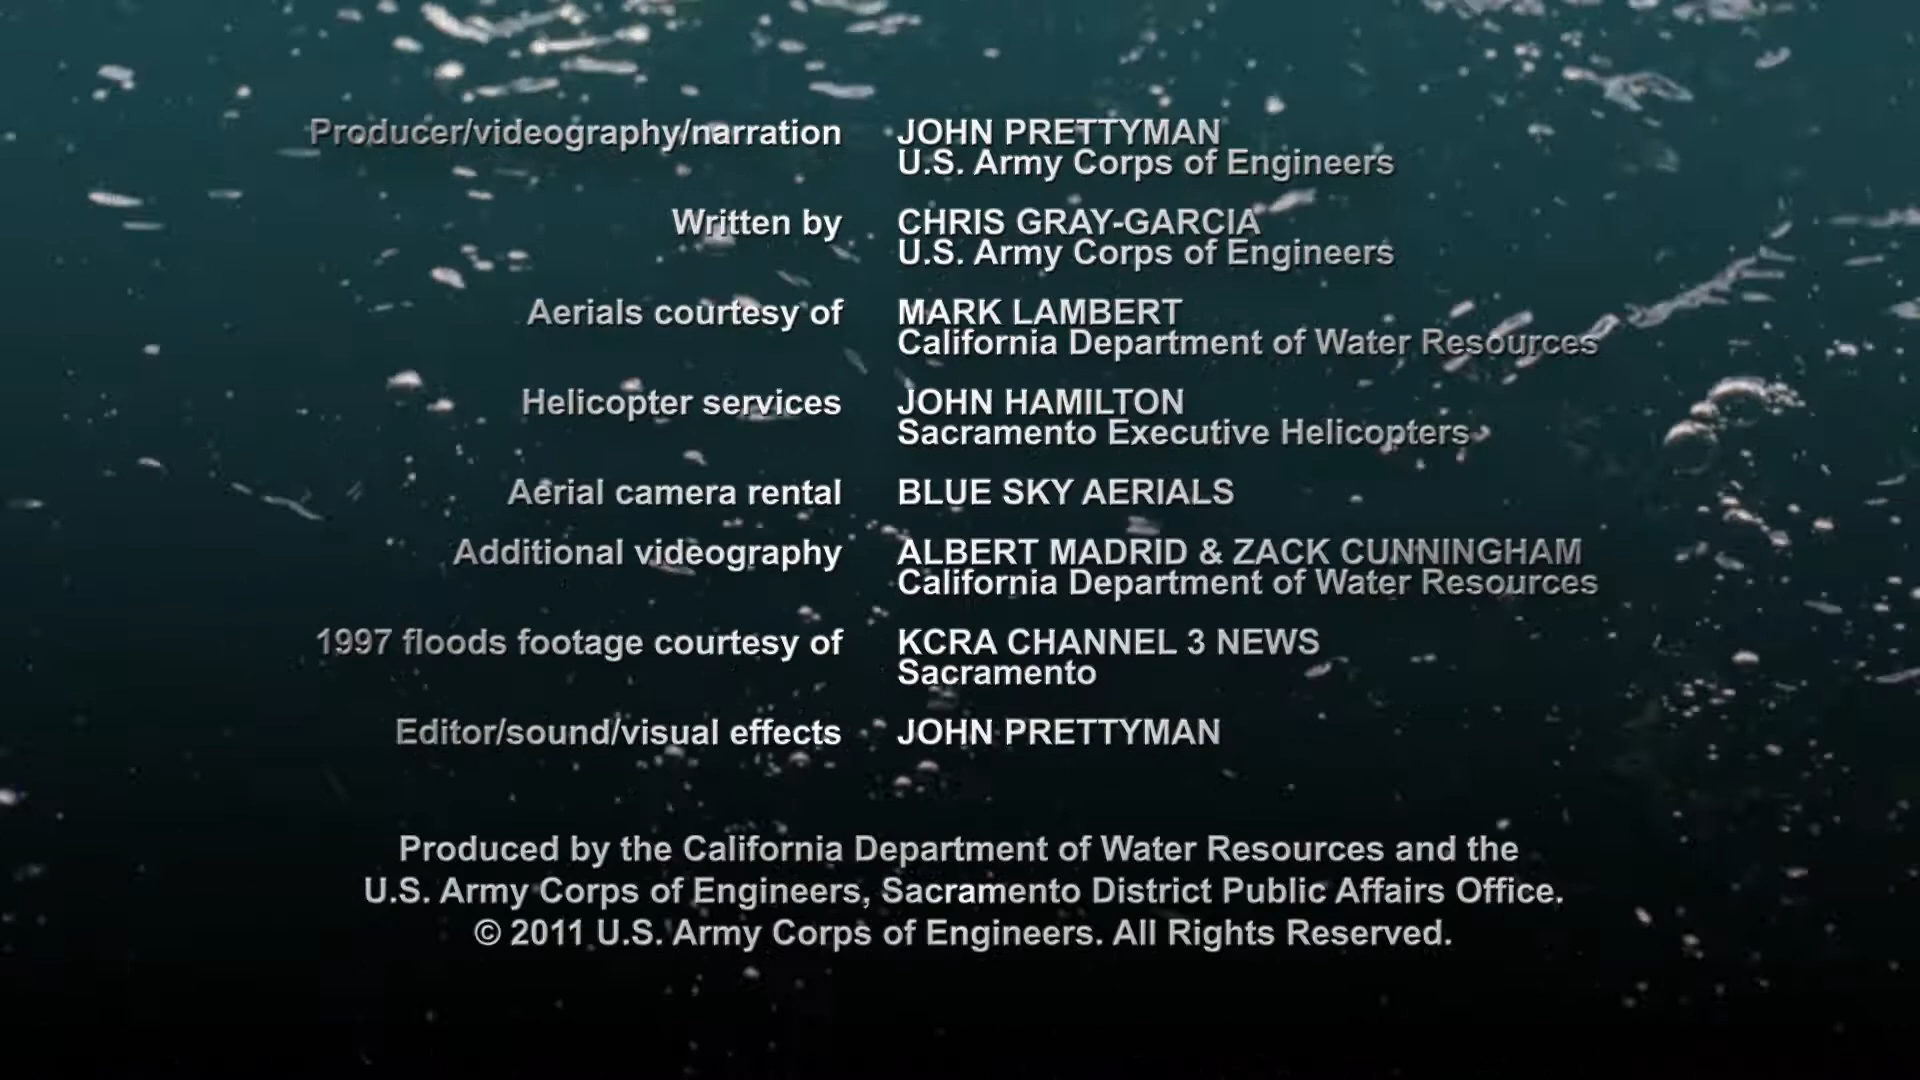 Producer/videography/narration JOHN PRETTYMAN
U.S. Army Corps of Engineers
Written by CHRIS GRAY-GARCIA
U.S. Army Corps of Engineers
Aerials courtesy of MARK LAMBERT
California Department of Water Resources
Helicopter services JOHN HAMILTON
Sacramento Executive Helicopters
Aerial camera rental BLUE SKY AERIALS
Additional videography ALBERT MADRID & ZACK CUNNINGHAM
California Department of Water Resources
1997 floods footage courtesy of KCRA CHANNEL 3 NEWS
Sacramento
Editor/sound/visual effects JOHN PRETTYMAN
Produced by the California Department of Water Resources and the
U.S. Army Corps of Engineers, Sacramento District Public Affairs Office.
© 2011 U.S. Army Corps of Engineers. All Rights Reserved.